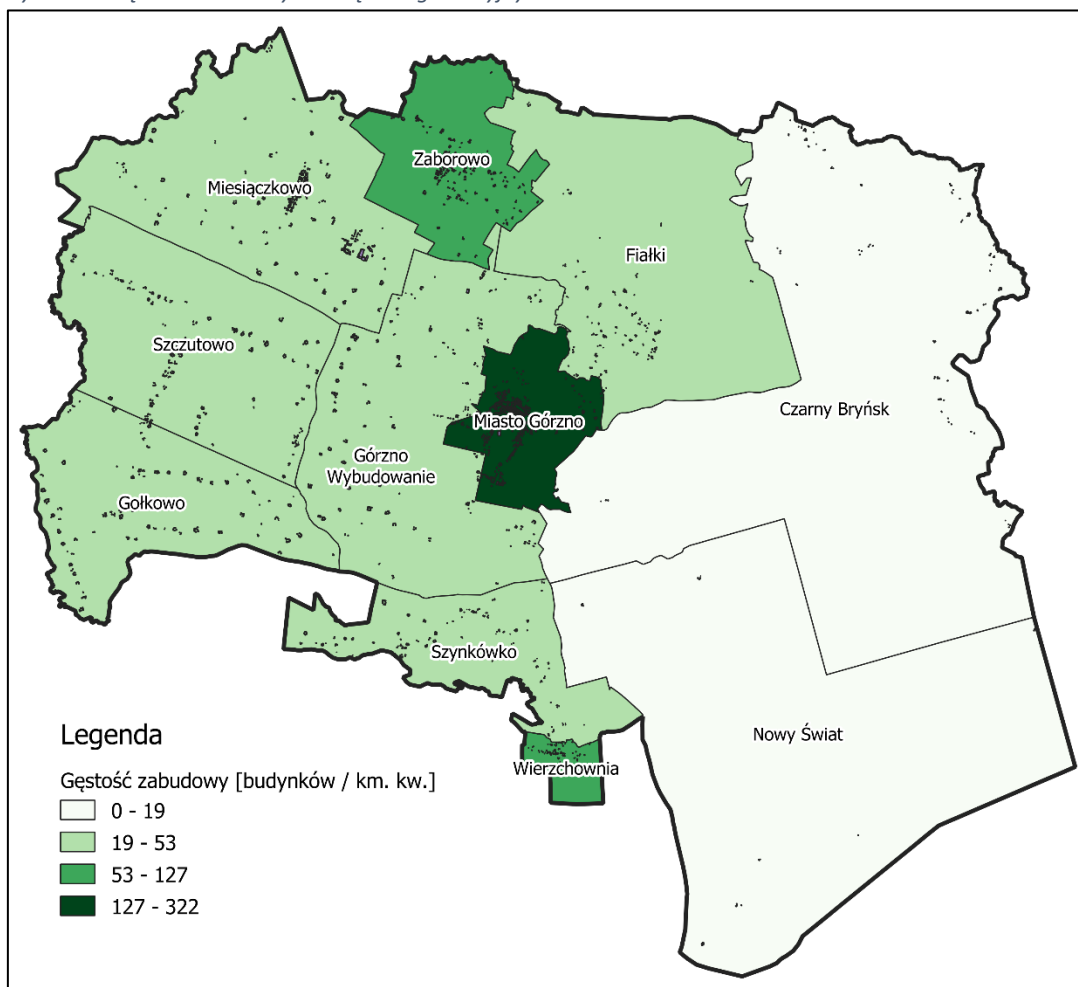 Zaborowo
Miesiączkowo
Fiałki
Szczutowo
Czarny Bryńsk
Miasto Górzno
Górzno
Wybudowanie
Gołkowo
Szynkówko
Nowy Świat
Wierzchownia
Legenda
Gęstość zabudowy [budynków / km. kw.]
0 - 19
19 - 53
53 - 127
127 - 322